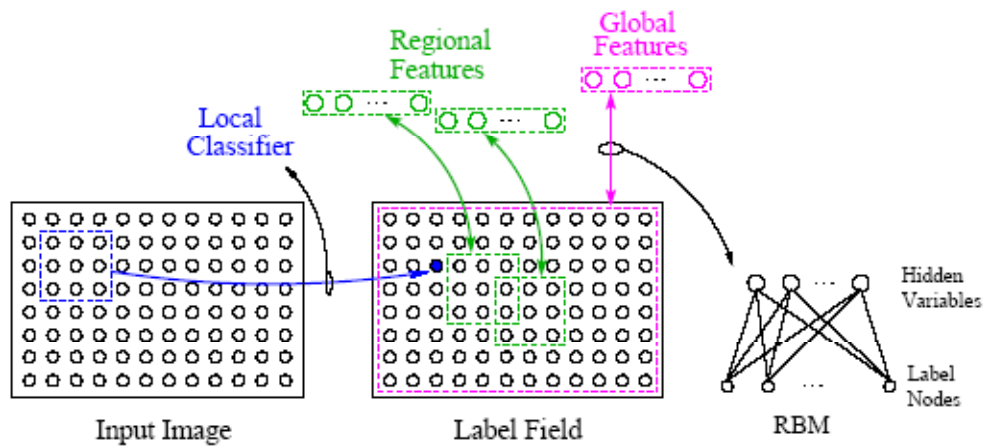 Regional
Features
Global
Features
...
...
...
Local
Classifier
Hidden
Variables
...
Label
Nodes
...
Input Image
Label Field
RBM